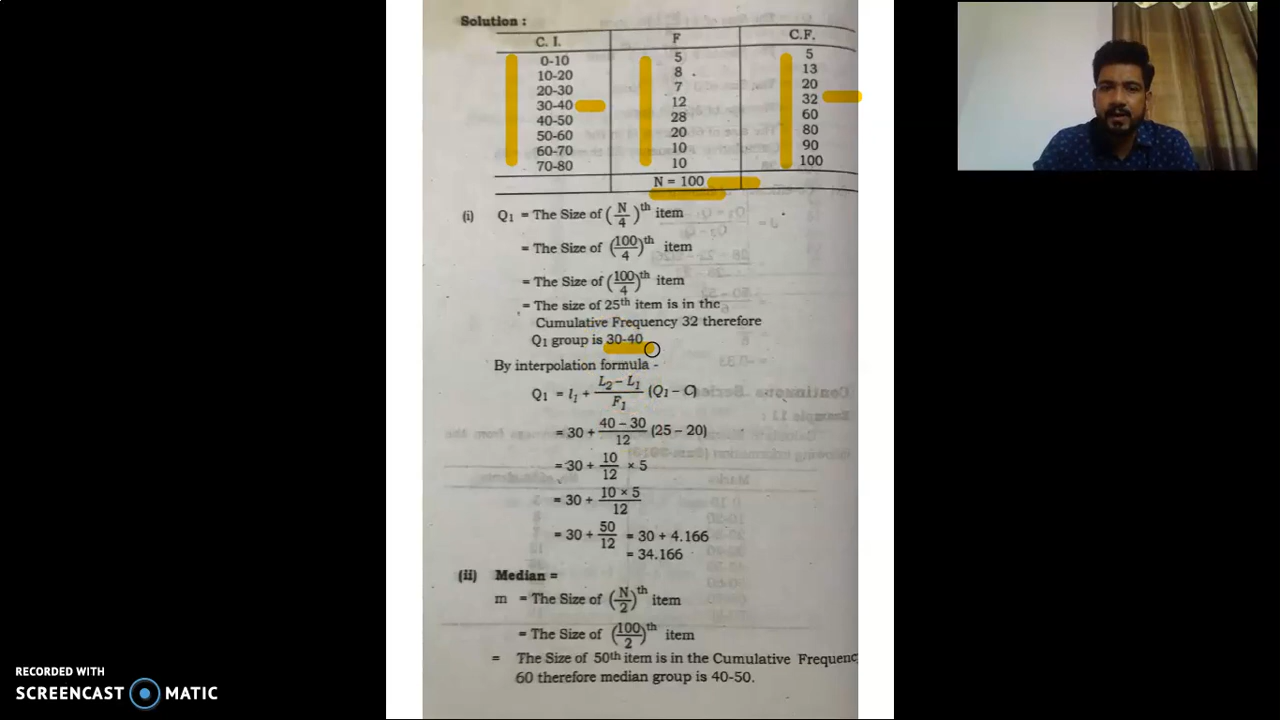 Solution :
C. I. F C.F.
0-10 5 5
10-20 8 13
20-30 7 20
30-40 12 32
40-50 28 60
50-60 20 80
60-70 10 90
70-80 10 100
N = 100
(i) Q1 = The Size of (N/4)th item
= The Size of (100/4)th item
= The Size of (100/4)th item
= The size of 25th item is in the
Cumulative Frequency 32 therefore
Q1 group is 30-40
By interpolation formula -
Q1 = l1 + L2 – L1/F1 (Q1 – C)
= 30 + 40 – 30/12 (25 – 20)
= 30 + 10/12 × 5
= 30 + 10 × 5/12
= 30 + 50/12 = 30 + 4.166
= 34.166
(ii) Median =
m = The Size of (N/2)th item
= The Size of (100/2)th item
= The Size of 50th item is in the Cumulative Frequenc
60 therefore median group is 40-50.
RECORDED WITH
SCREENCAST MATIC